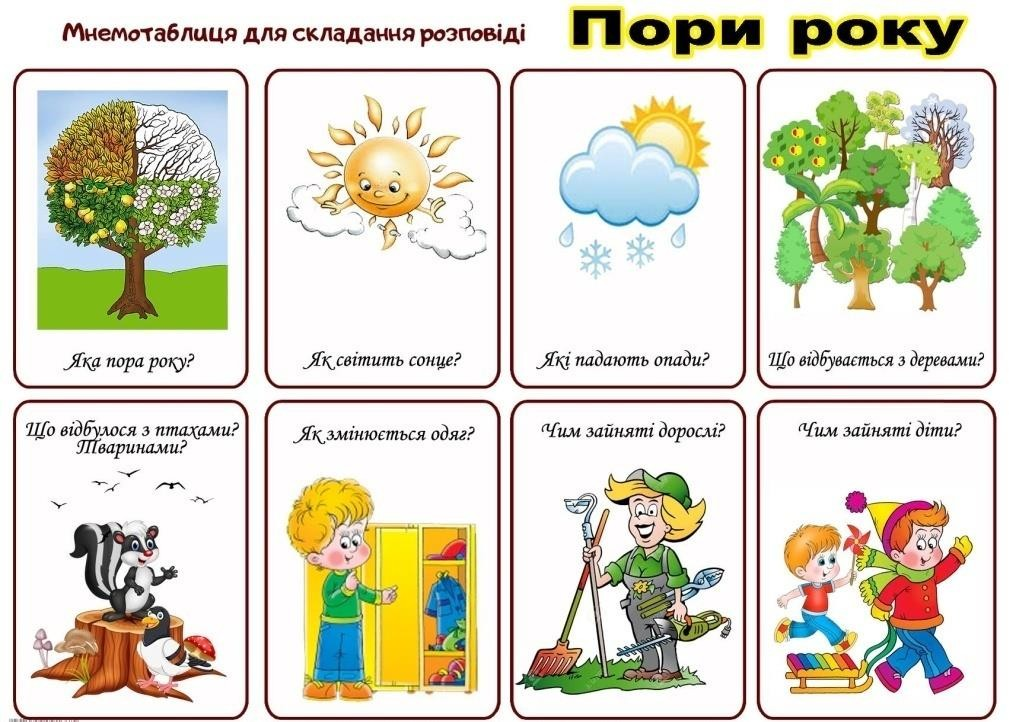 Мнемотаблиця для складання розповіді
Пори року
Яка пора року?
Як світить сонце?
Які падають опади?
Що відбувається з деревами?
Що відбулося з птахами?
Тваринами?
Як змінюється одяг?
Чим зайняті дорослі?
Чим зайняті діти?